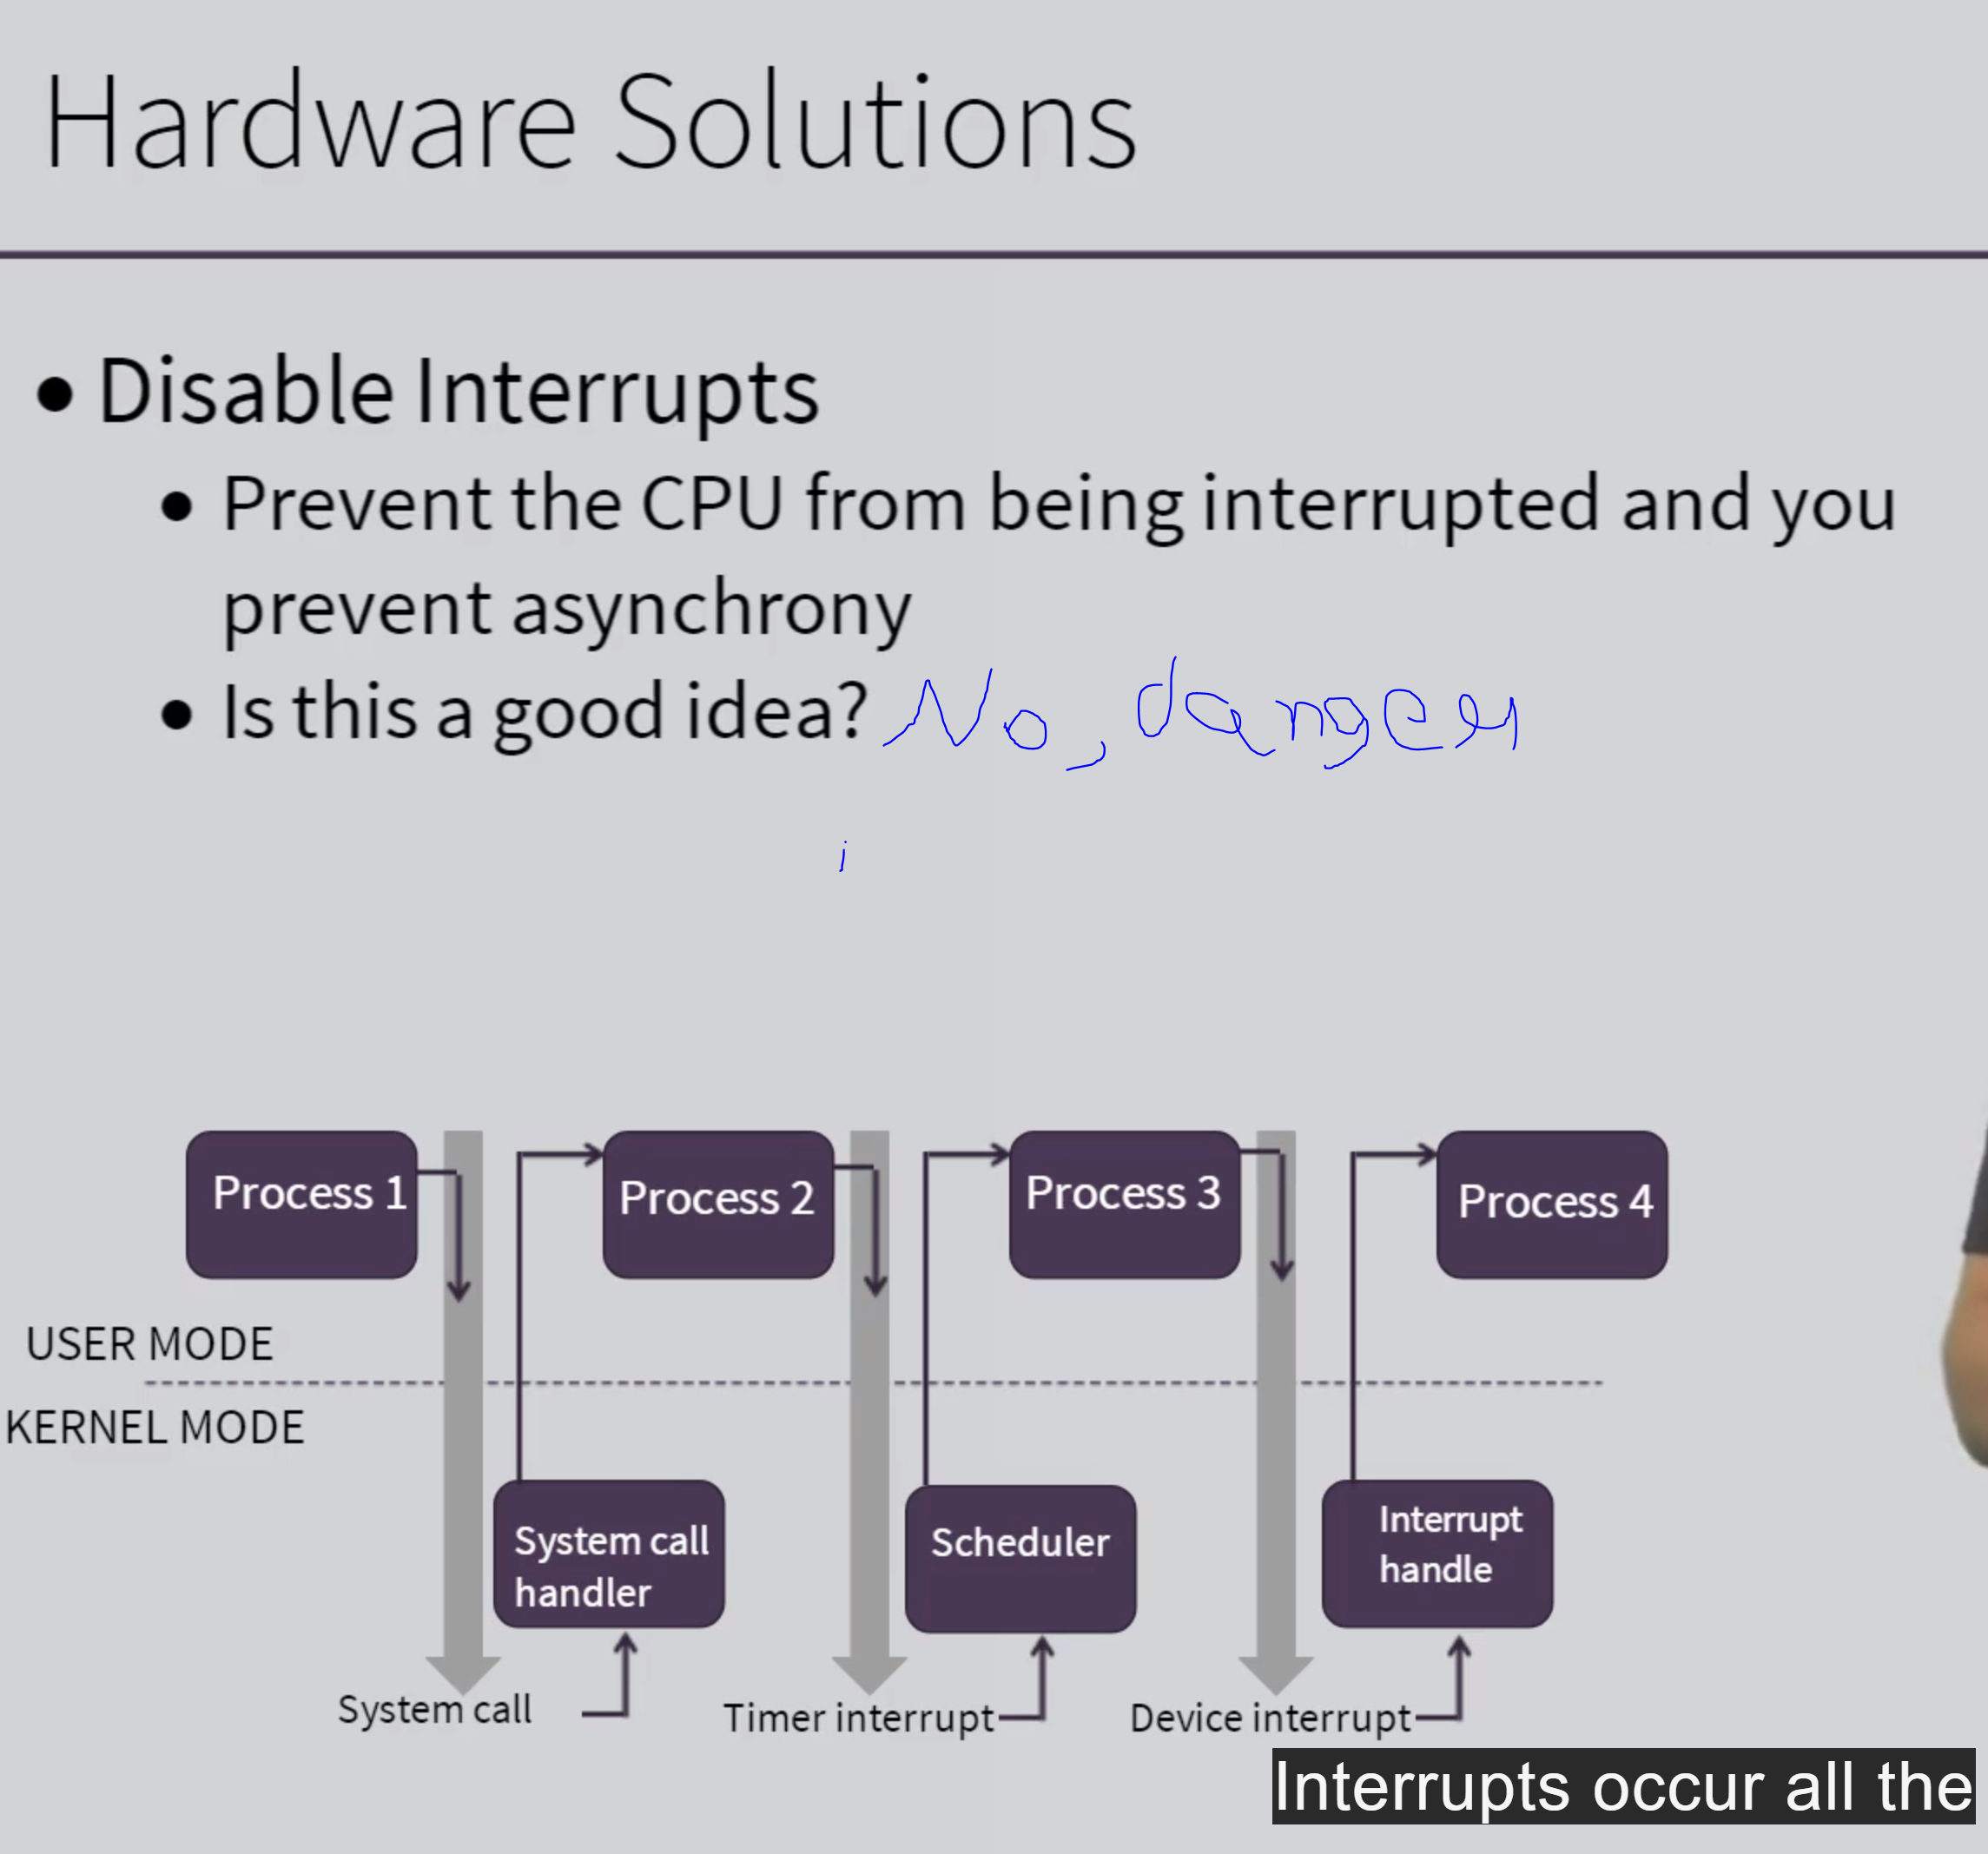 Hardware Solutions
• Disable Interrupts
• Prevent the CPU from being interrupted and you
prevent asynchrony
• Is this a good idea? No, danger
i
Process 1
Process 2
Process 3
Process 4
USER MODE
KERNEL MODE
System call
handler
Scheduler
Interrupt
handle
System call
Timer interrupt
Device interrupt
Interrupts occur all the